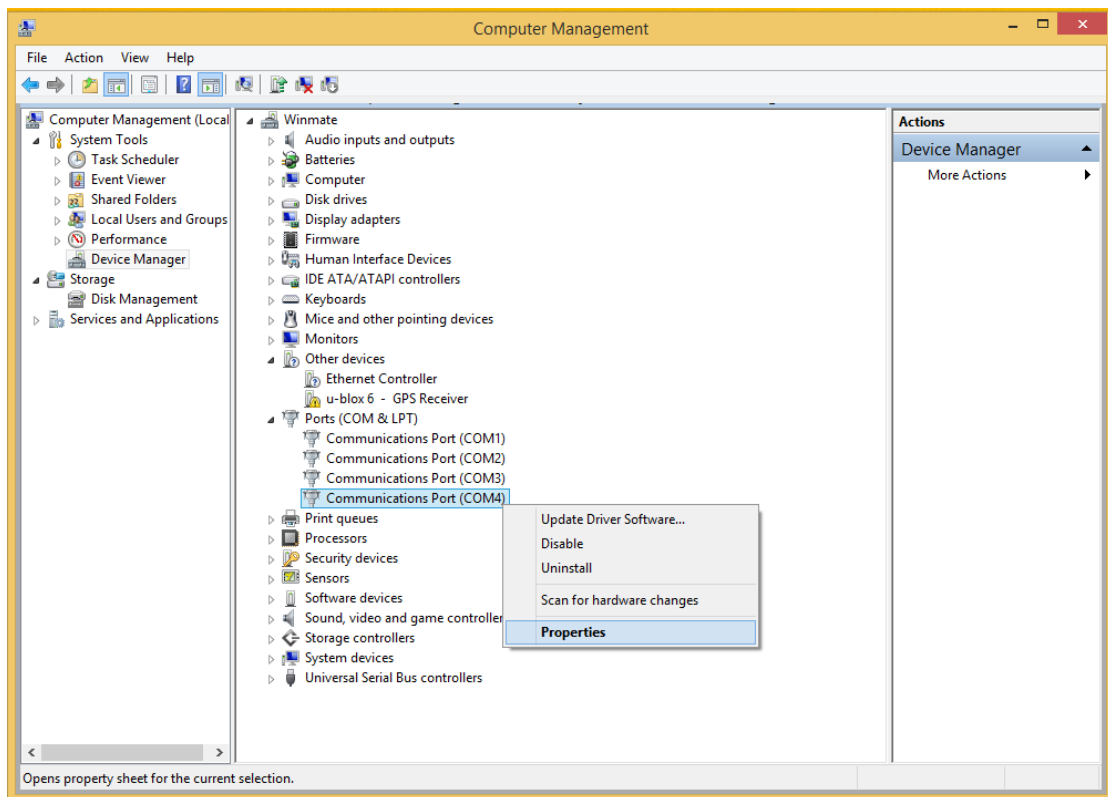 Computer Management
File Action View Help
Computer Management (Local
System Tools
Task Scheduler
Event Viewer
Shared Folders
Local Users and Groups
Performance
Device Manager
Storage
Disk Management
Services and Applications
Winmate
Audio inputs and outputs
Batteries
Computer
Disk drives
Display adapters
Firmware
Human Interface Devices
IDE ATA/ATAPI controllers
Keyboards
Mice and other pointing devices
Monitors
Other devices
Ethernet Controller
u-blox 6 - GPS Receiver
Ports (COM & LPT)
Communications Port (COM1)
Communications Port (COM2)
Communications Port (COM3)
Communications Port (COM4)
Print queues
Processors
Security devices
Sensors
Software devices
Sound, video and game controller
Storage controllers
System devices
Universal Serial Bus controllers
Update Driver Software...
Disable
Uninstall
Scan for hardware changes
Properties
Actions
Device Manager
More Actions
Opens property sheet for the current selection.